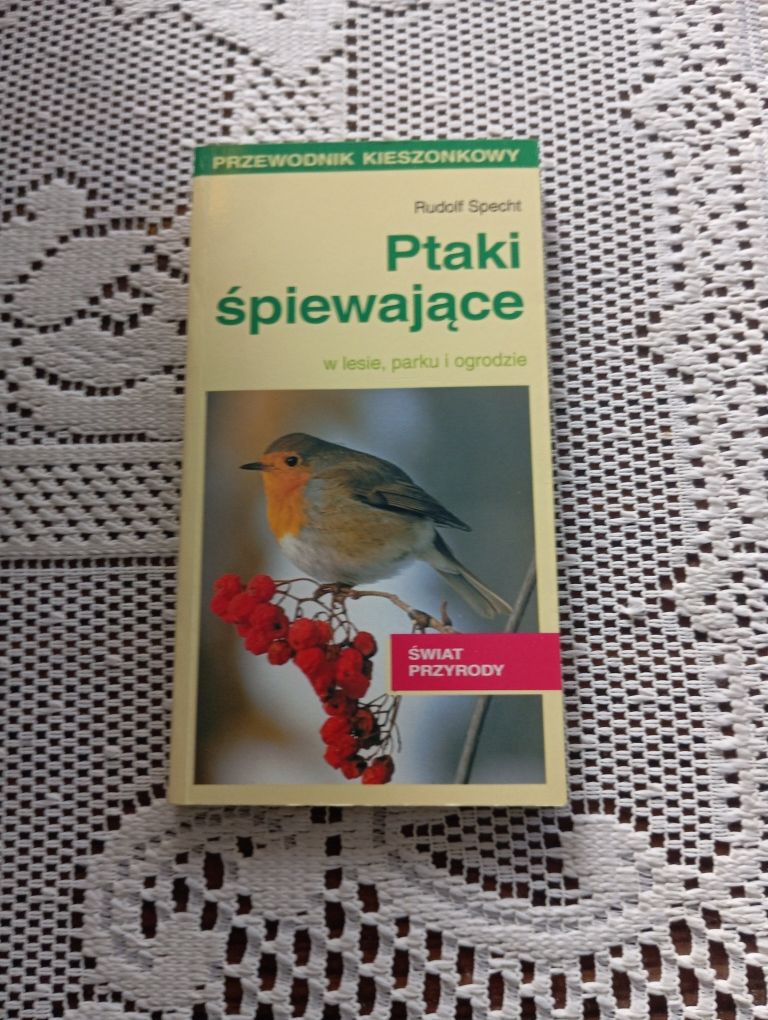 PRZEWODNIK KIESZONKOWY
Rudolf Specht
Ptaki
śpiewające
w lesie, parku i ogrodzie
ŚWIAT
PRZYRODY